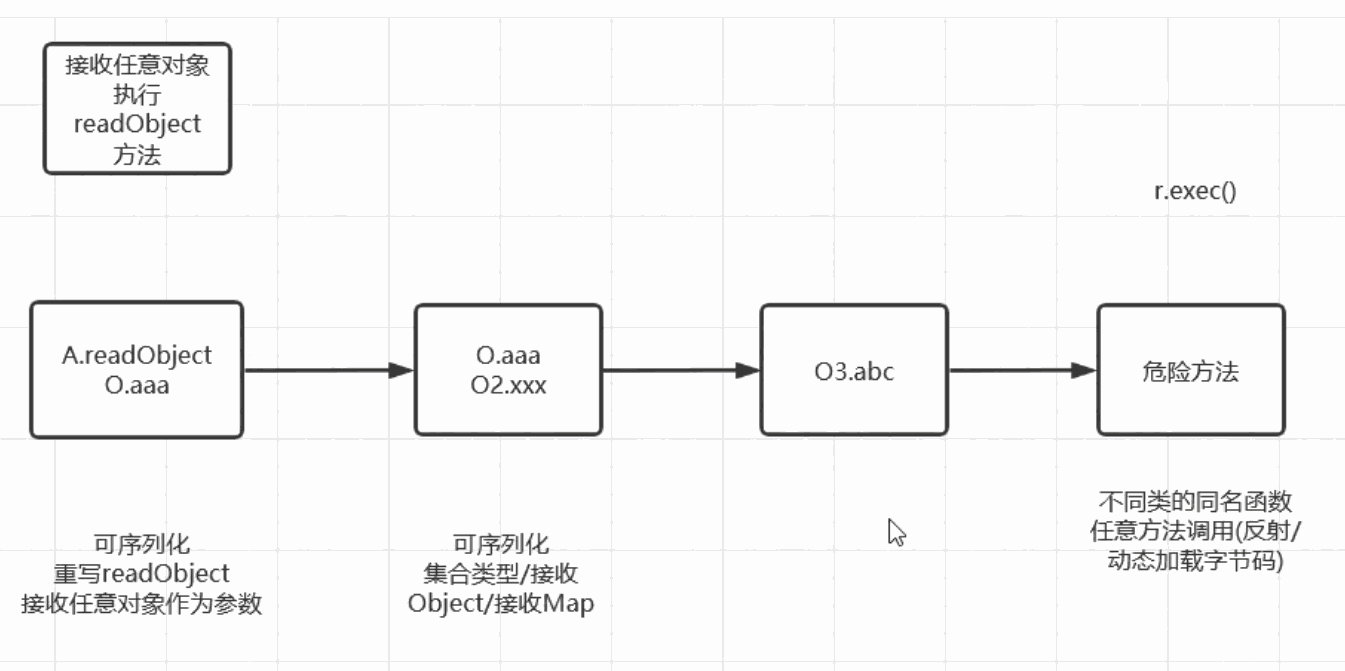 接收任意对象
执行
readObject
方法
r.exec()
A.readObject
O.aaa
O.aaa
O2.xxx
O3.abc
危险方法
可序列化
重写readObject
接收任意对象作为参数
可序列化
集合类型/接收
Object/接收Map
不同类的同名函数
任意方法调用(反射/
动态加载字节码)